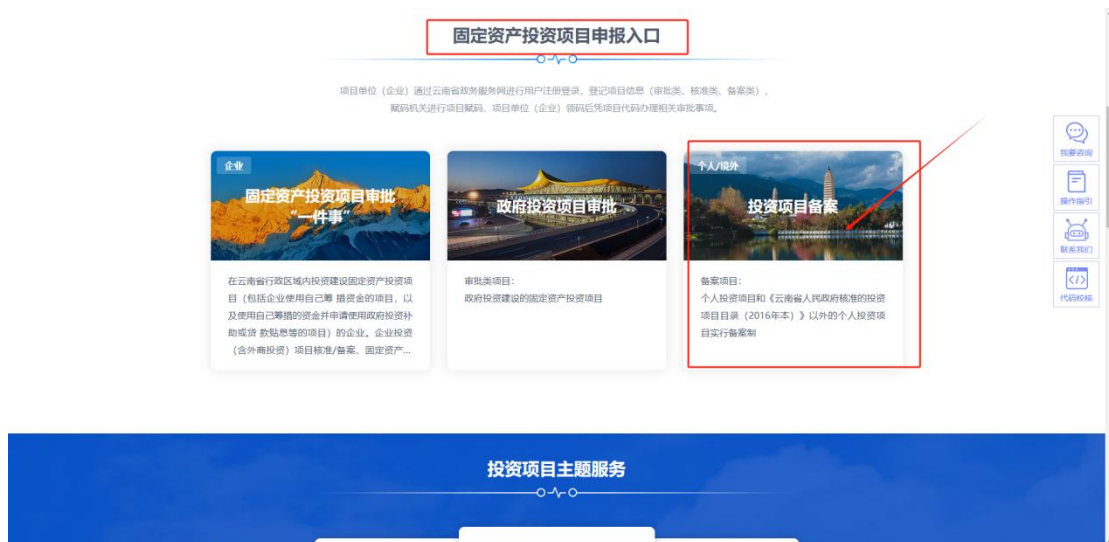 固定资产投资项目申报入口
项目单位（企业）通过云南省政务服务网进行用户注册登录、登记项目信息（审批类、核准类、备案类）,
赋码机关进行项目赋码，项目单位（企业）领码后凭项目代码办理相关审批事项。
企业
固定资产投资项目审批
“一件事”
在云南省行政区域内投资建设固定资产投资项
目（包括企业使用自己筹 措资金的项目，以
及使用自己筹措的资金并申请使用政府投资补
助或贷 款贴息等的项目）的企业。企业投资
（含外商投资）项目核准/备案、固定资产...
政府投资项目审批
审批类项目：
政府投资建设的固定资产投资项目
个人/境外
投资项目备案
备案项目：
个人投资项目和《云南省人民政府核准的投资
项目目录（2016年本）》以外的个人投资项
目实行备案制
我要咨询
操作指引
联系我们
代码校核
投资项目主题服务